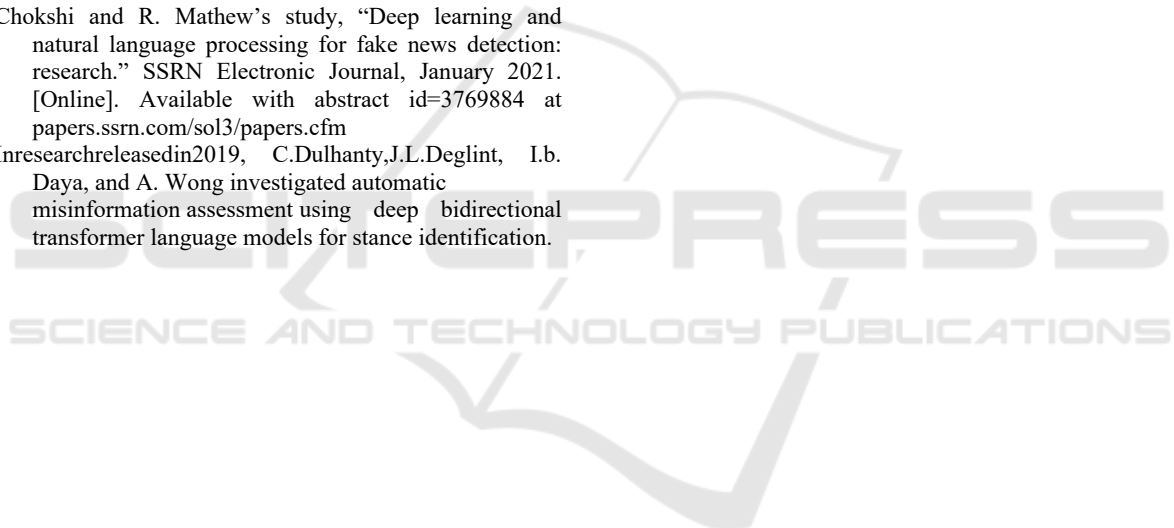 Chokshi and R. Mathew’s study, “Deep learning and
natural language processing for fake news detection:
research.” SSRN Electronic Journal, January 2021.
[Online]. Available with abstract id=3769884 at
papers.ssrn.com/sol3/papers.cfm
Inresearchreleasedin2019, C.Dulhanty,J.L.Deglint, I.b.
Daya, and A. Wong investigated automatic
misinformation assessment using deep bidirectional
transformer language models for stance identification.
SCITEPRESS
SCIENCE AND TECHNOLOGY PUBLICATIONS